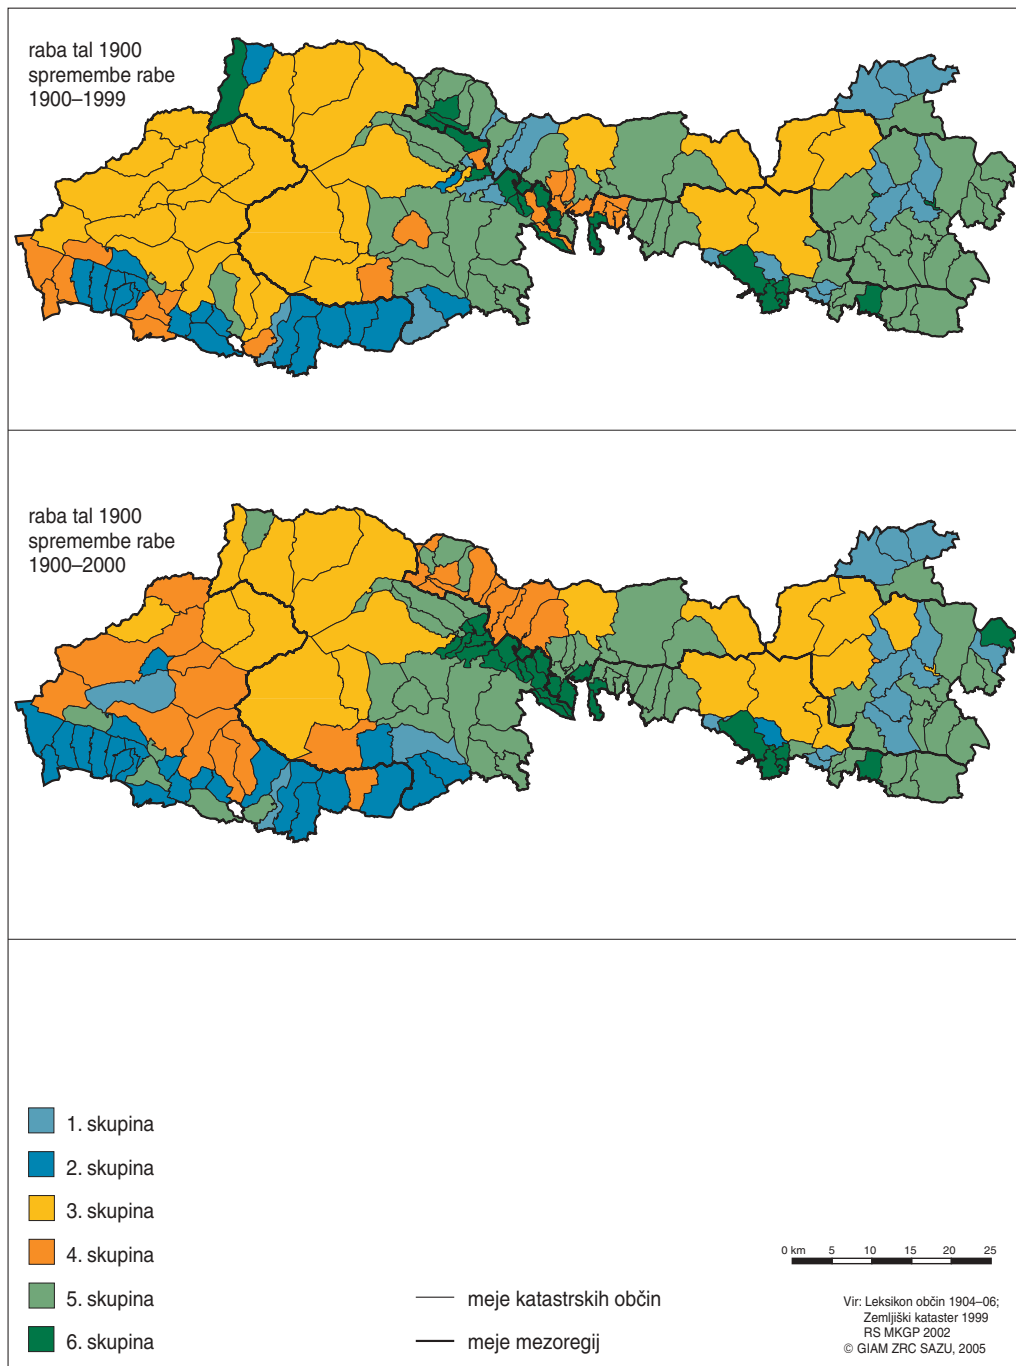 raba tal 1900
spremembe rabe
1900–1999
raba tal 1900
spremembe rabe
1900–2000
1. skupina
2. skupina
3. skupina
4. skupina
5. skupina
6. skupina
meje katastrskih občin
meje mezoregij
0 km 5 10 15 20 25
Vir: Leksikon občin 1904–06;
Zemljiški kataster 1999
RS MKGP 2002
© GIAM ZRC SAZU, 2005